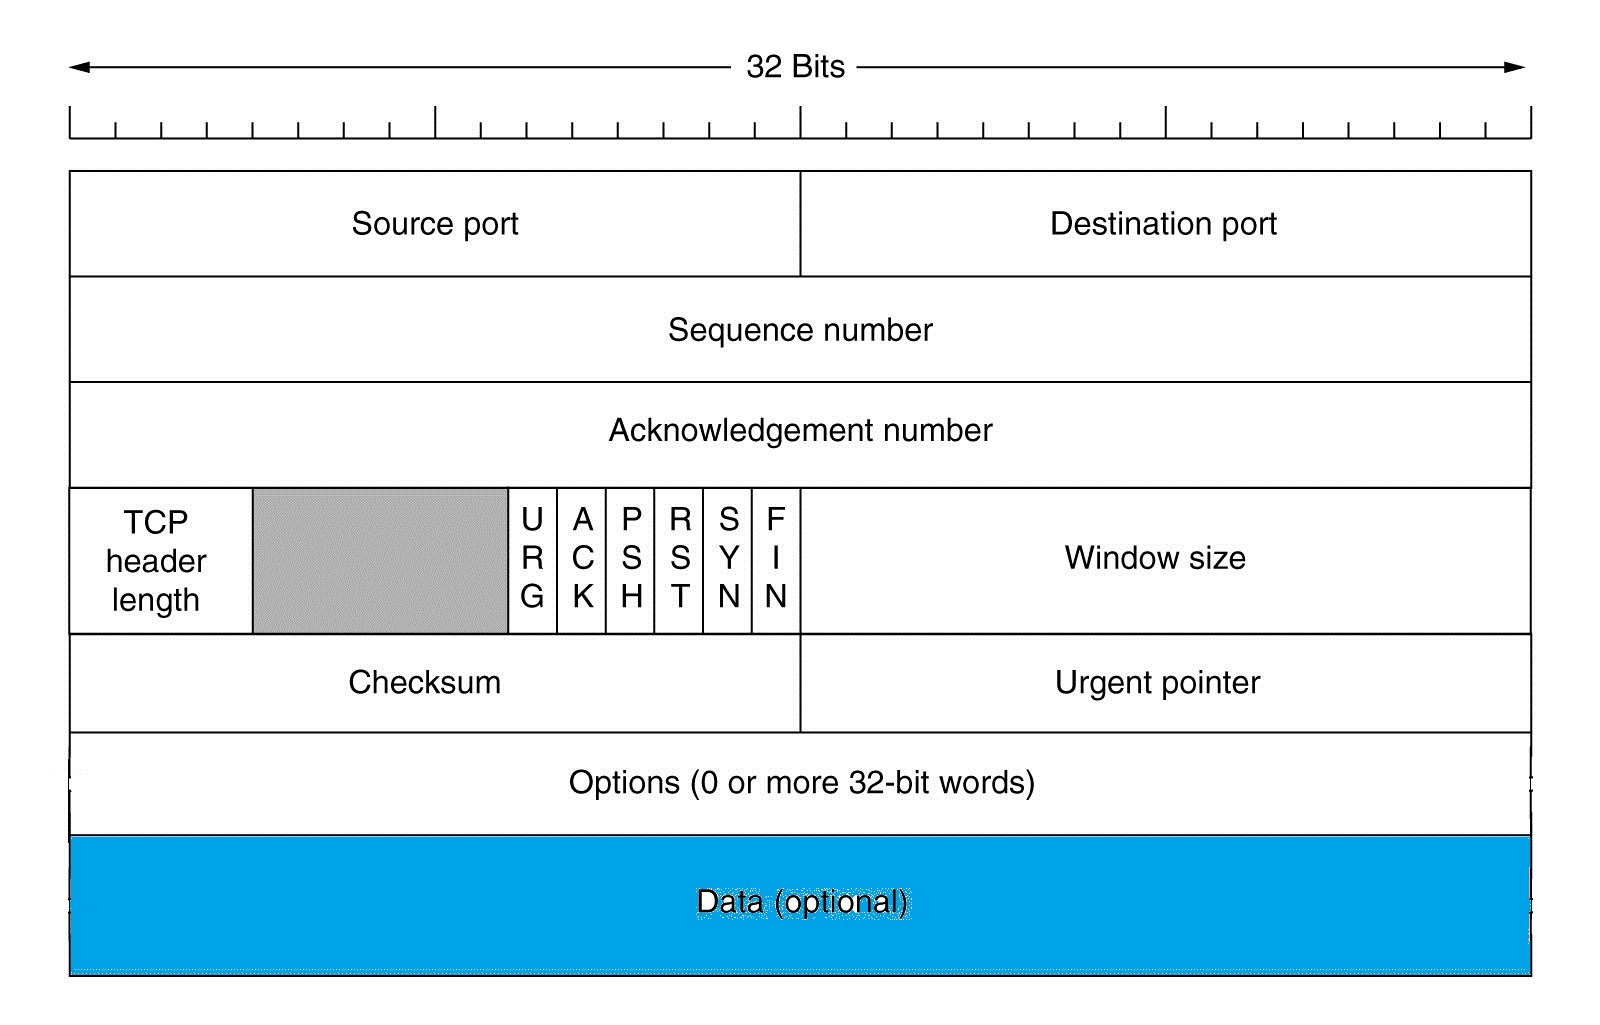 32 Bits
Source port
Destination port
Sequence number
Acknowledgement number
TCP
header
length
URG
ACK
PSH
RST
SYN
FIN
Window size
Checksum
Urgent pointer
Options (0 or more 32-bit words)
Data (optional)